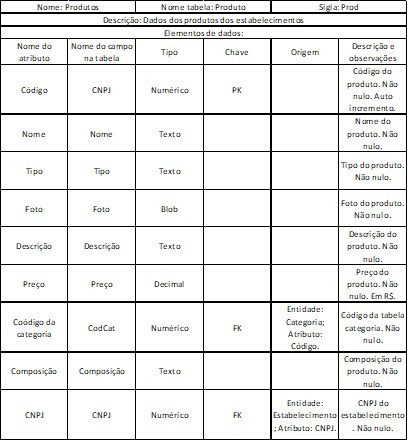 Nome: Produtos Nome tabela: Produto Sigla: Prod
Descrição: Dados dos produtos dos estabelecimentos
Elementos de dados:
Nome do atributo Nome do campo na tabela Tipo Chave Origem Descrição e observações
Código CNPJ Numérico PK Código do produto. Não nulo. Auto incremento.
Nome Nome Texto Nome do produto. Não nulo.
Tipo Tipo Texto Tipo do produto. Não nulo.
Foto Foto Blob Foto do produto. Não nulo.
Descrição Descrição Texto Descrição do produto. Não nulo.
Preço Preço Decimal Preço do produto. Não nulo. Em R$.
Coódigo da categoria CodCat Numérico FK Entidade: Categoria; Atributo: Código. Código da tabela categoria. Não nulo.
Composição Composição Texto Composição do produto. Não nulo.
CNPJ CNPJ Numérico FK Entidade: Estabelecimento; Atributo: CNPJ. CNPJ do estabelecimento. Não nulo.